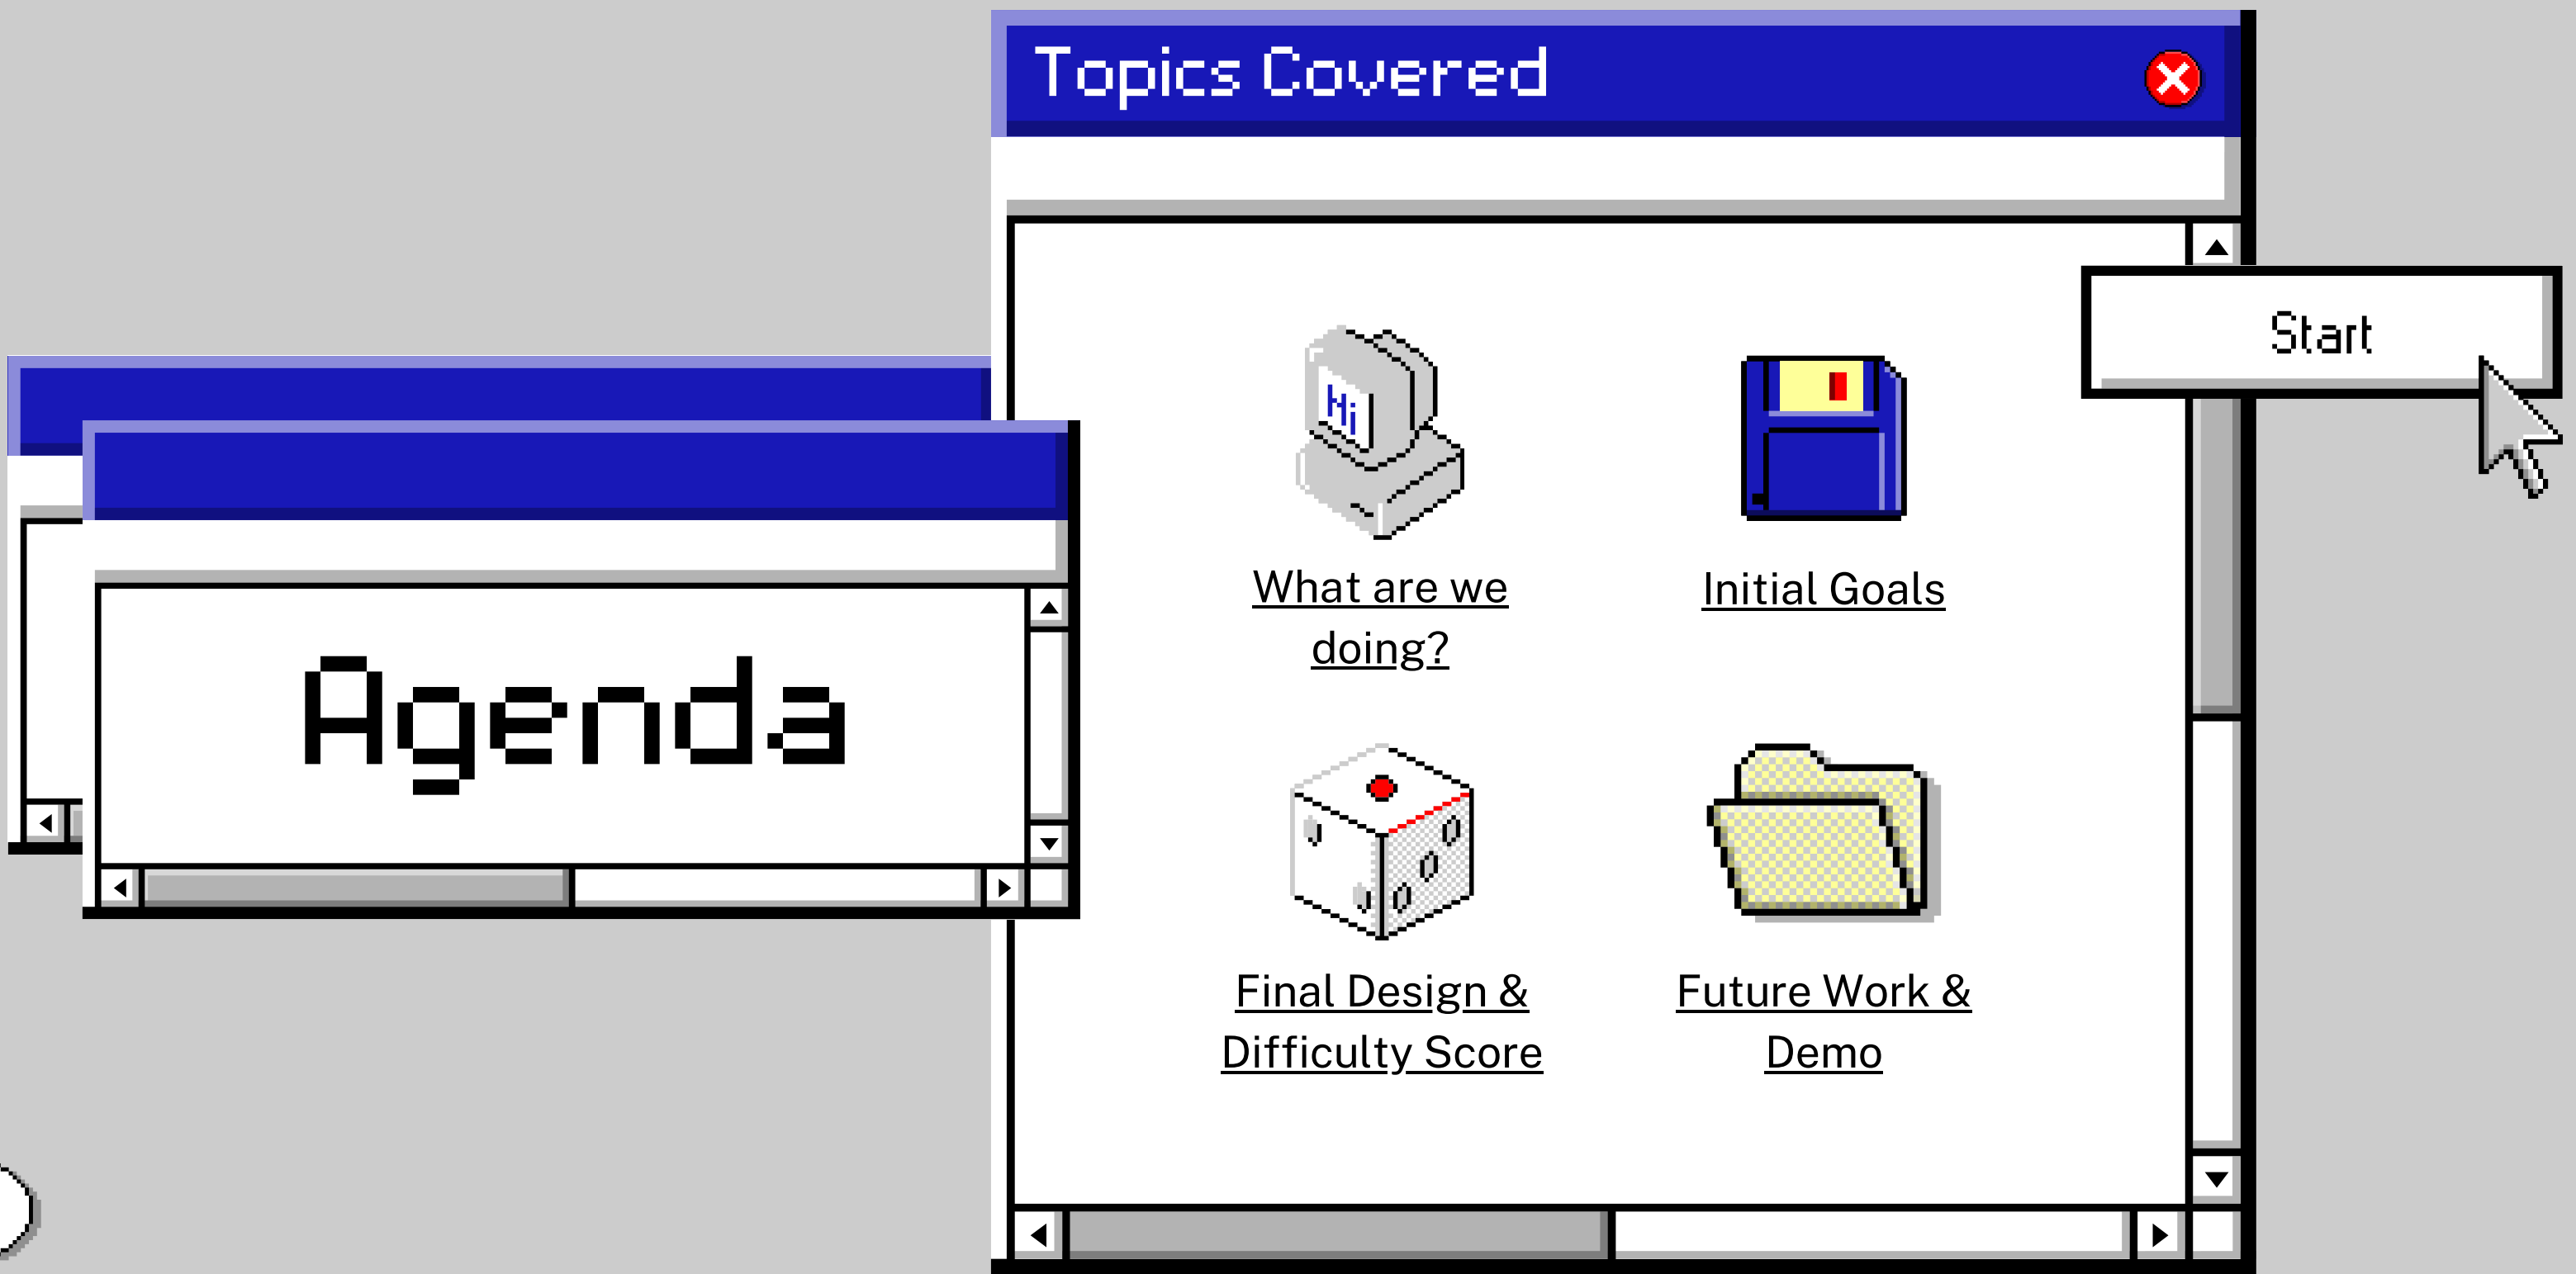 Topics Covered
Start
Hi
What are we
doing?
Initial Goals
Agenda
Final Design &
Difficulty Score
Future Work &
Demo